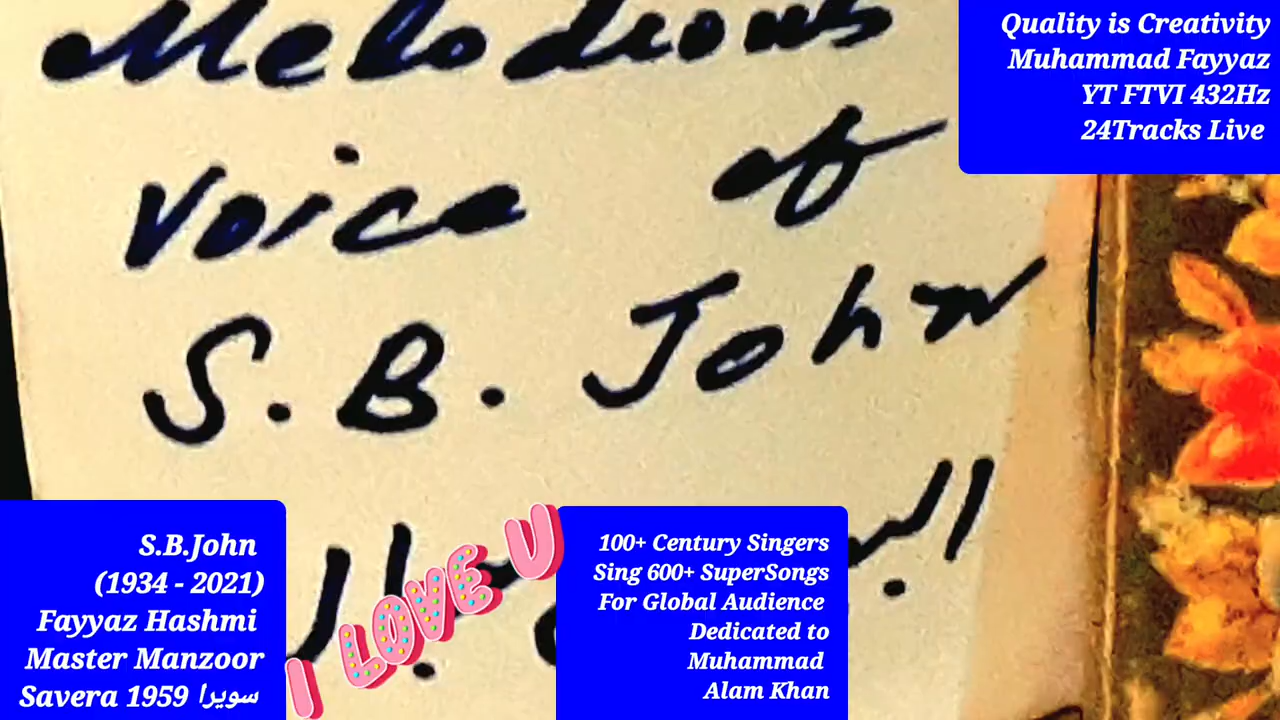 Melodious
Voice of
S. B. John
Quality is Creativity
Muhammad Fayyaz
YT FTVI 432Hz
24Tracks Live
S.B.John
(1934 - 2021)
Fayyaz Hashmi
Master Manzoor
Savera 1959 سویرا
I LOVE U
100+ Century Singers
Sing 600+ SuperSongs
For Global Audience
Dedicated to
Muhammad
Alam Khan